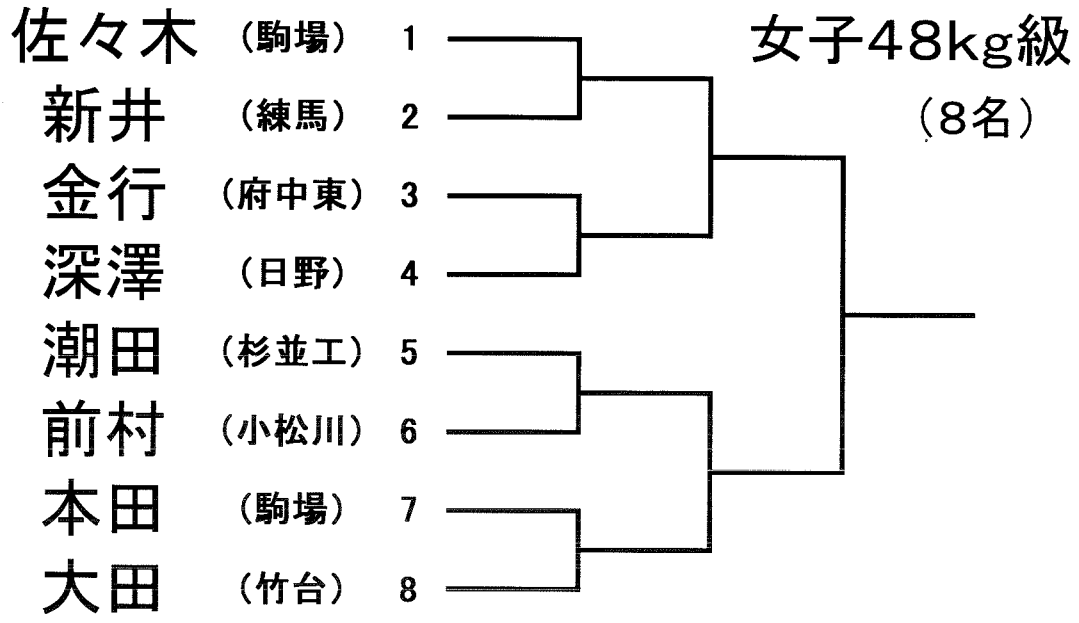 佐々木 (駒場) 1
女子48kg級
新井 (練馬) 2
(8名)
金行 (府中東) 3
深澤 (日野) 4
潮田 (杉並工) 5
前村 (小松川) 6
本田 (駒場) 7
大田 (竹台) 8